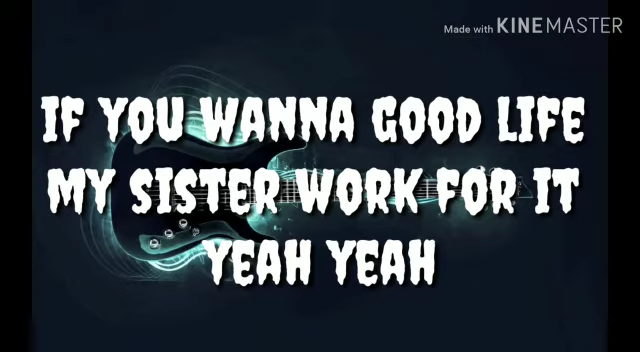 Made with KINEMASTER
IF YOU WANNA GOOD LIFE
MY SISTER WORK FOR IT
YEAH YEAH